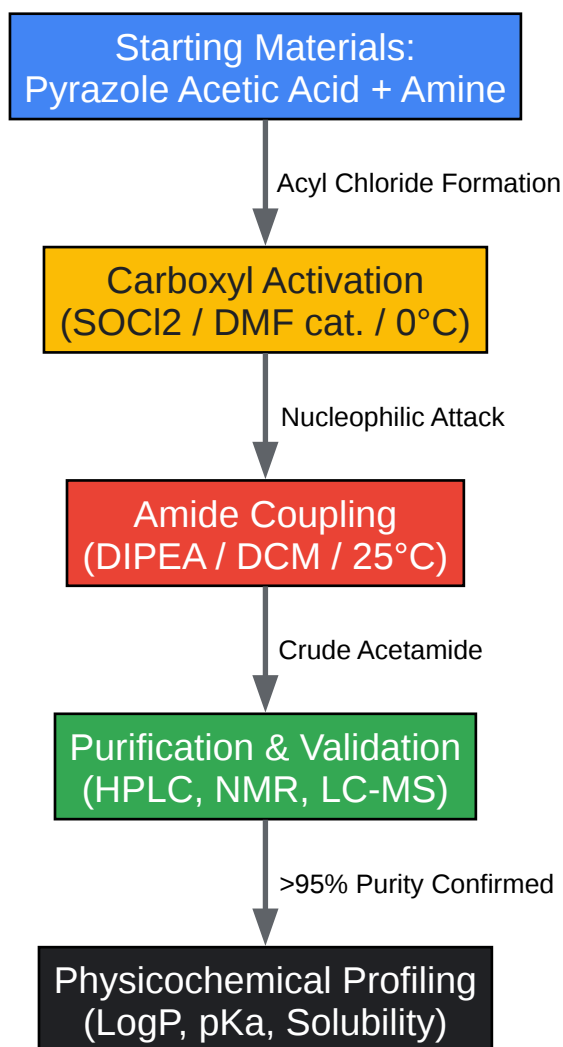 Starting Materials:
Pyrazole Acetic Acid + Amine
Acyl Chloride Formation
Carboxyl Activation
(SOCl2 / DMF cat. / 0°C)
Nucleophilic Attack
Amide Coupling
(DIPEA / DCM / 25°C)
Crude Acetamide
Purification & Validation
(HPLC, NMR, LC-MS)
>95% Purity Confirmed
Physicochemical Profiling
(LogP, pKa, Solubility)